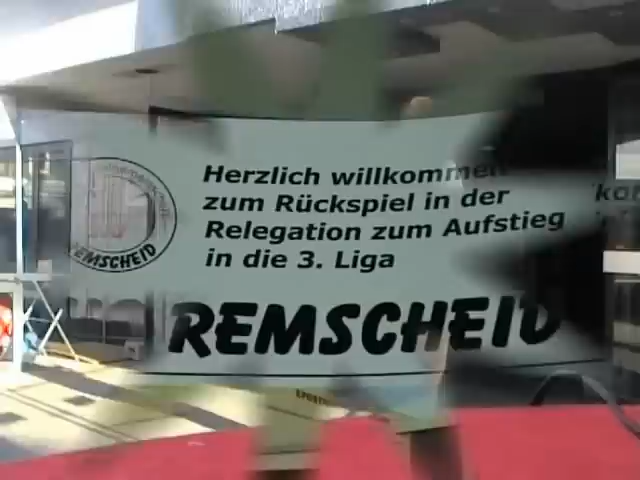 Herzlich willkommen
zum Rückspiel in der
Relegation zum Aufstieg
in die 3. Liga
REMSCHEID
REMSCHEID